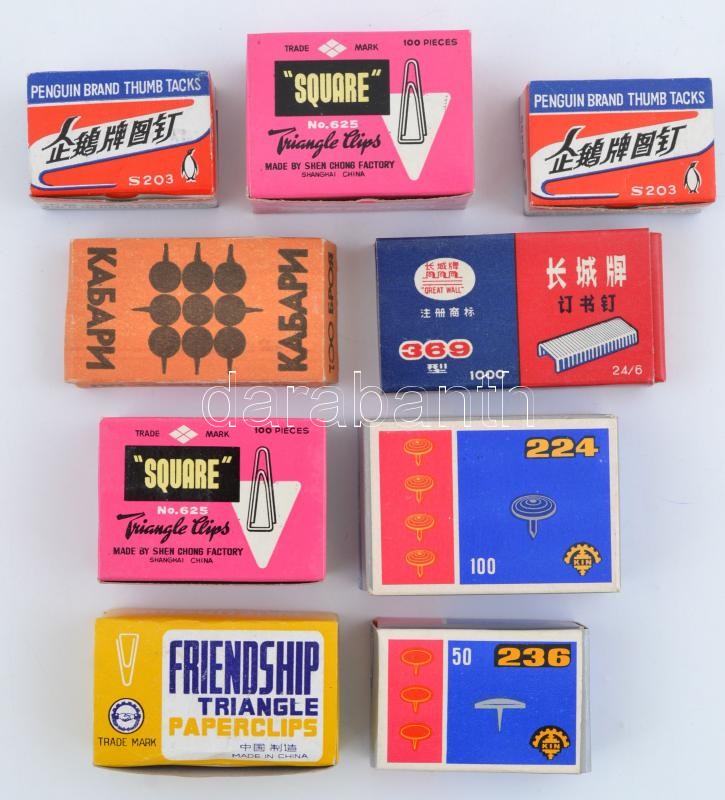 PENGUIN BRAND THUMB TACKS
企鵝牌图钉
S203
TRADE MARK 100 PIECES
"SQUARE"
No.625
Triangle Clips
MADE BY SHEN CHONG FACTORY
SHANGHAI CHINA
PENGUIN BRAND THUMB TACKS
企鵝牌图钉
S203
КАБАРИ
КАБАРИ
100 БРОЯ
长城牌
"GREAT WALL"
注册商标
369
型 1000
长城牌
订书钉
24/6
darabanth
TRADE MARK 100 PIECES
"SQUARE"
No.625
Triangle Clips
MADE BY SHEN CHONG FACTORY
SHANGHAI CHINA
224
100
KIN
FRIENDSHIP
TRIANGLE
PAPERCLIPS
TRADE MARK
中国制造
MADE IN CHINA
50 236
KIN